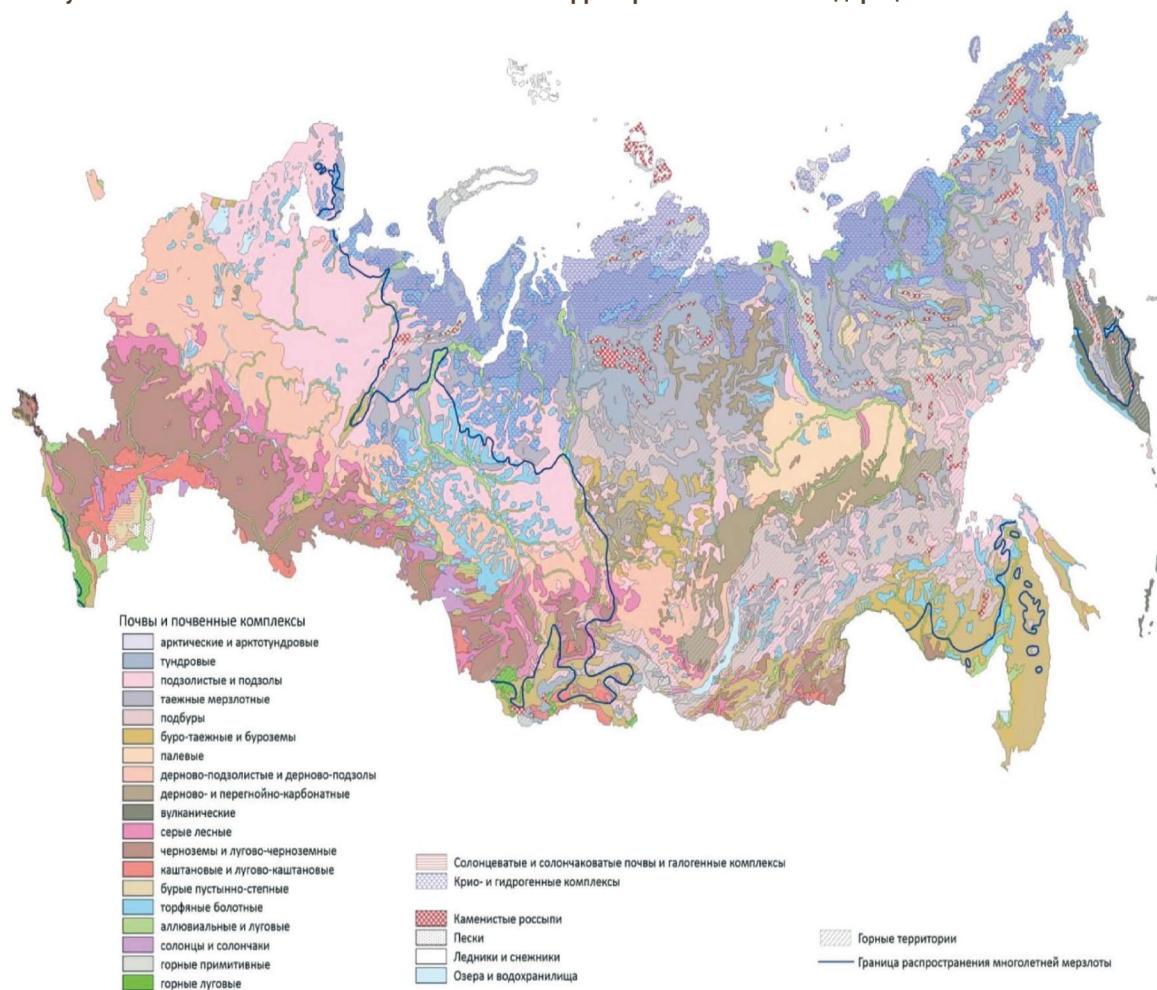 Почвы и почвенные комплексы
арктические и арктотундровые
тундровые
подзолистые и подзолы
таежные мерзлотные
подбуры
буро-таежные и буроземы
палевые
дерново-подзолистые и дерново-подзолы
дерново- и перегнойно-карбонатные
вулканические
серые лесные
черноземы и лугово-черноземные
каштановые и лугово-каштановые
бурые пустынно-степные
торфяные болотные
аллювиальные и луговые
солонцы и солончаки
горные примитивные
горные луговые
Солонцеватые и солончаковатые почвы и галогенные комплексы
Крио- и гидрогенные комплексы
Каменистые россыпи
Пески
Ледники и снежники
Озера и водохранилища
Горные территории
Граница распространения многолетней мерзлоты